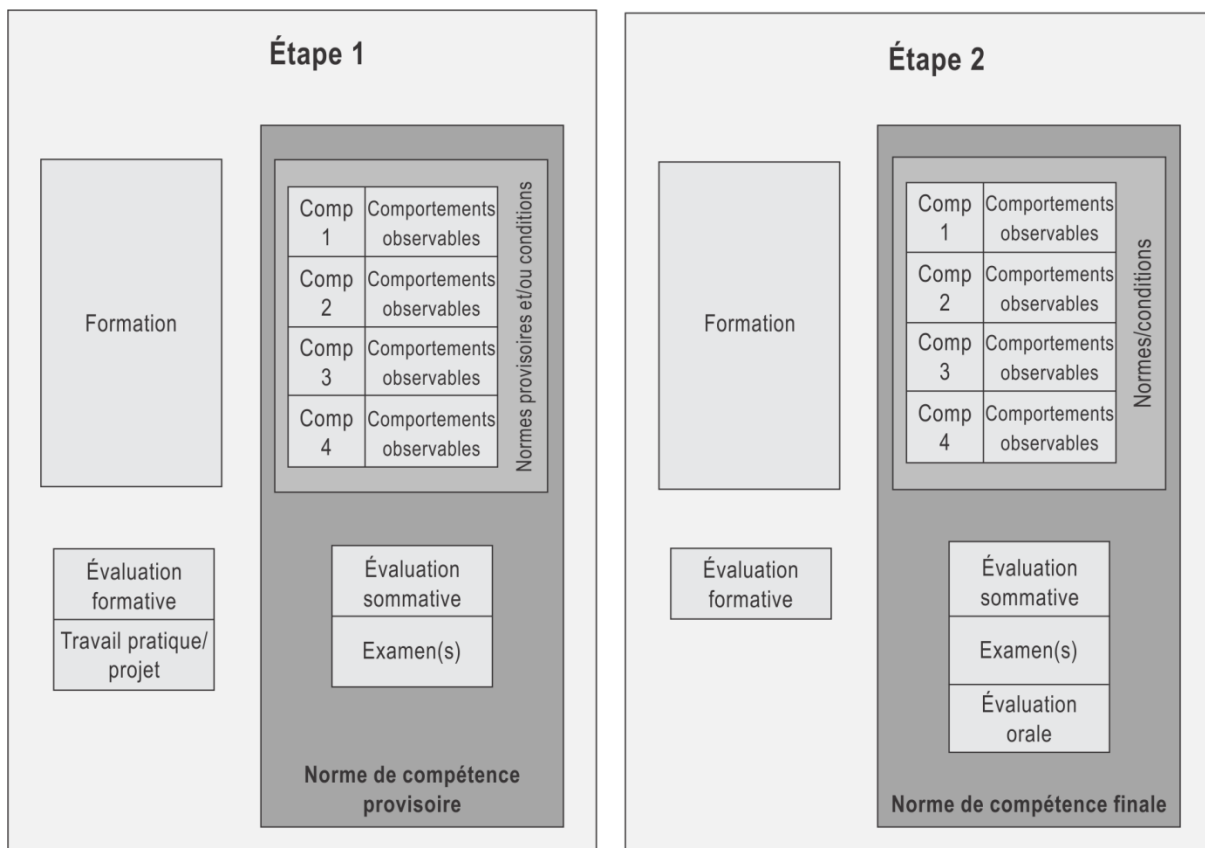 Étape 1
Formation
Comp
1
Comportements
observables
Comp
2
Comportements
observables
Comp
3
Comportements
observables
Comp
4
Comportements
observables
Normes provisoires et/ou conditions
Évaluation
formative
Travail pratique/
projet
Évaluation
sommative
Examen(s)
Norme de compétence
provisoire
Étape 2
Formation
Comp
1
Comportements
observables
Comp
2
Comportements
observables
Comp
3
Comportements
observables
Comp
4
Comportements
observables
Normes/conditions
Évaluation
formative
Évaluation
sommative
Examen(s)
Évaluation
orale
Norme de compétence finale